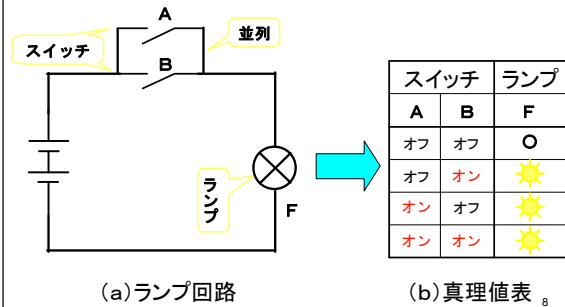 A
スイッチ
並列
B
ランプ
F
(a)ランプ回路
スイッチ ランプ
A B F
オフ オフ
オフ オン
オン オフ
オン オン
(b)真理値表
8